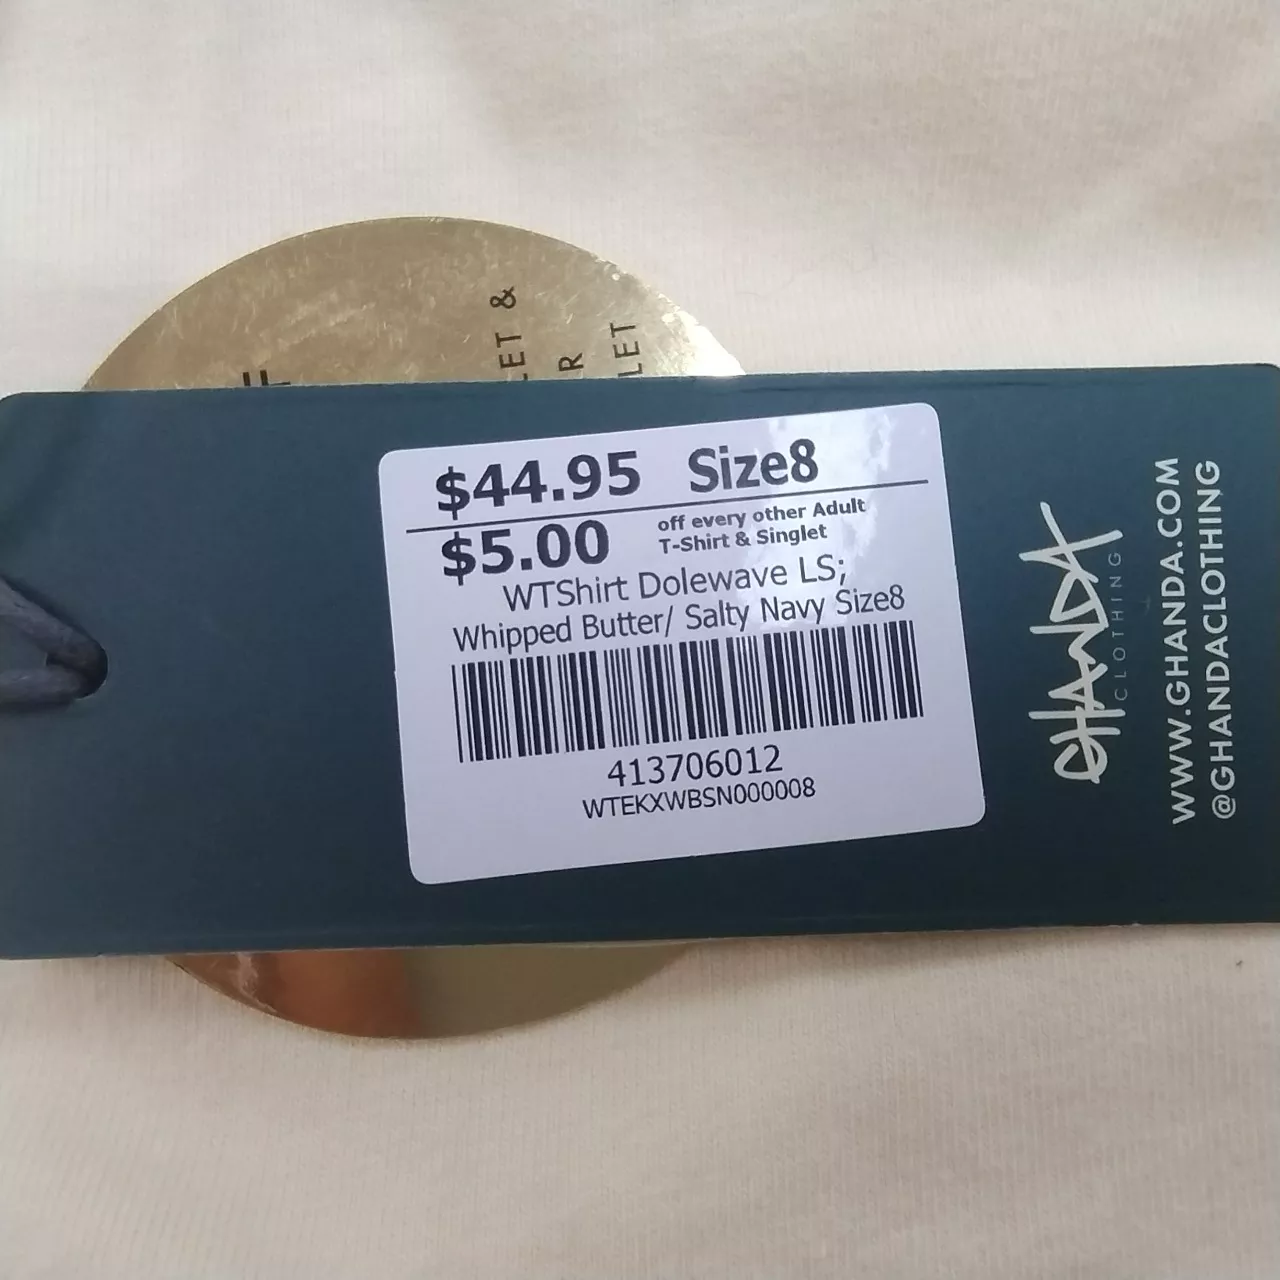 $44.95 Size8
$5.00 off every other Adult
T-Shirt & Singlet
WTShirt Dolewave LS;
Whipped Butter/ Salty Navy Size8
413706012
WTEKXWBSN000008
GHANDA
CLOTHING
WWW.GHANDA.COM
@GHANDACLOTHING
&